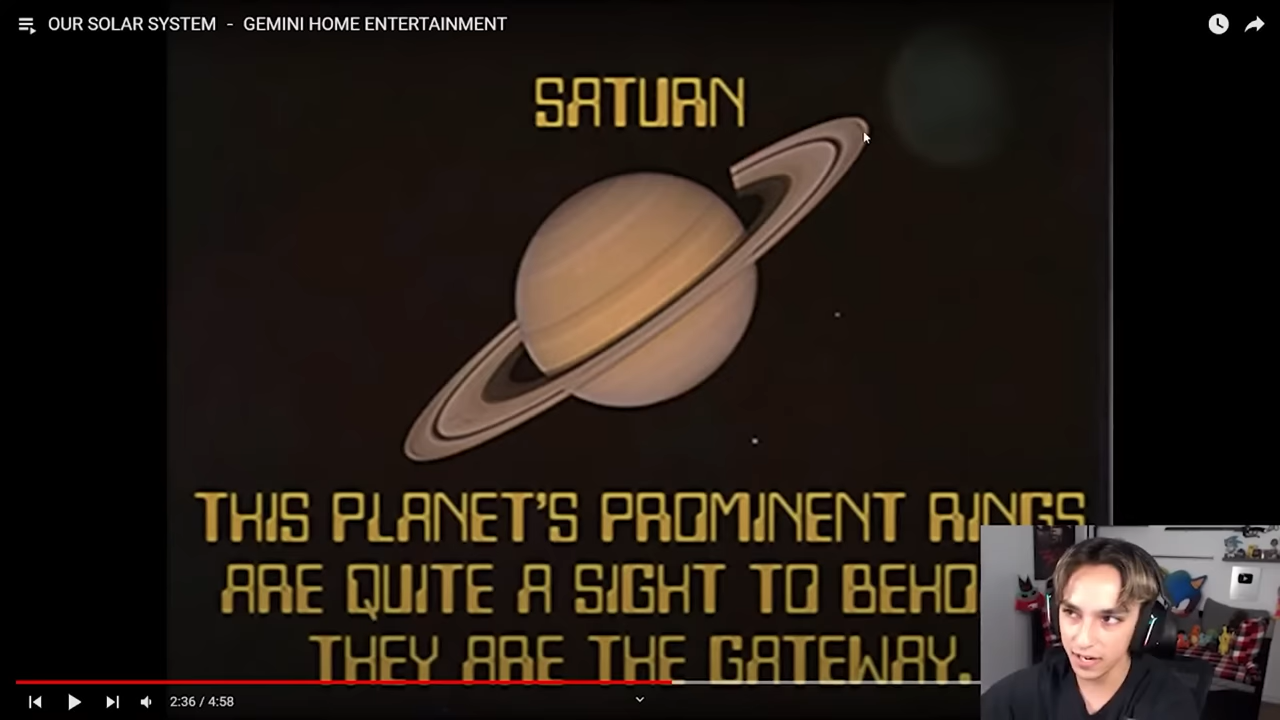 OUR SOLAR SYSTEM - GEMINI HOME ENTERTAINMENT
SATURN
THIS PLANET'S PROMINENT RINGS
ARE QUITE A SIGHT TO BEHO
THEY ARE THE GATEWAY.
2:36 / 4:58